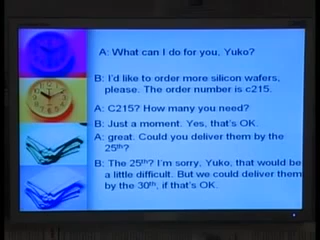 A: What can I do for you, Yuko?
B: I'd like to order more silicon wafers,
please. The order number is c215.
A: C215? How many you need?
B: Just a moment. Yes, that's OK.
A: great. Could you deliver them by the
25th?
B: The 25th? I'm sorry, Yuko, that would be
a little difficult. But we could deliver them
by the 30th, if that's OK.